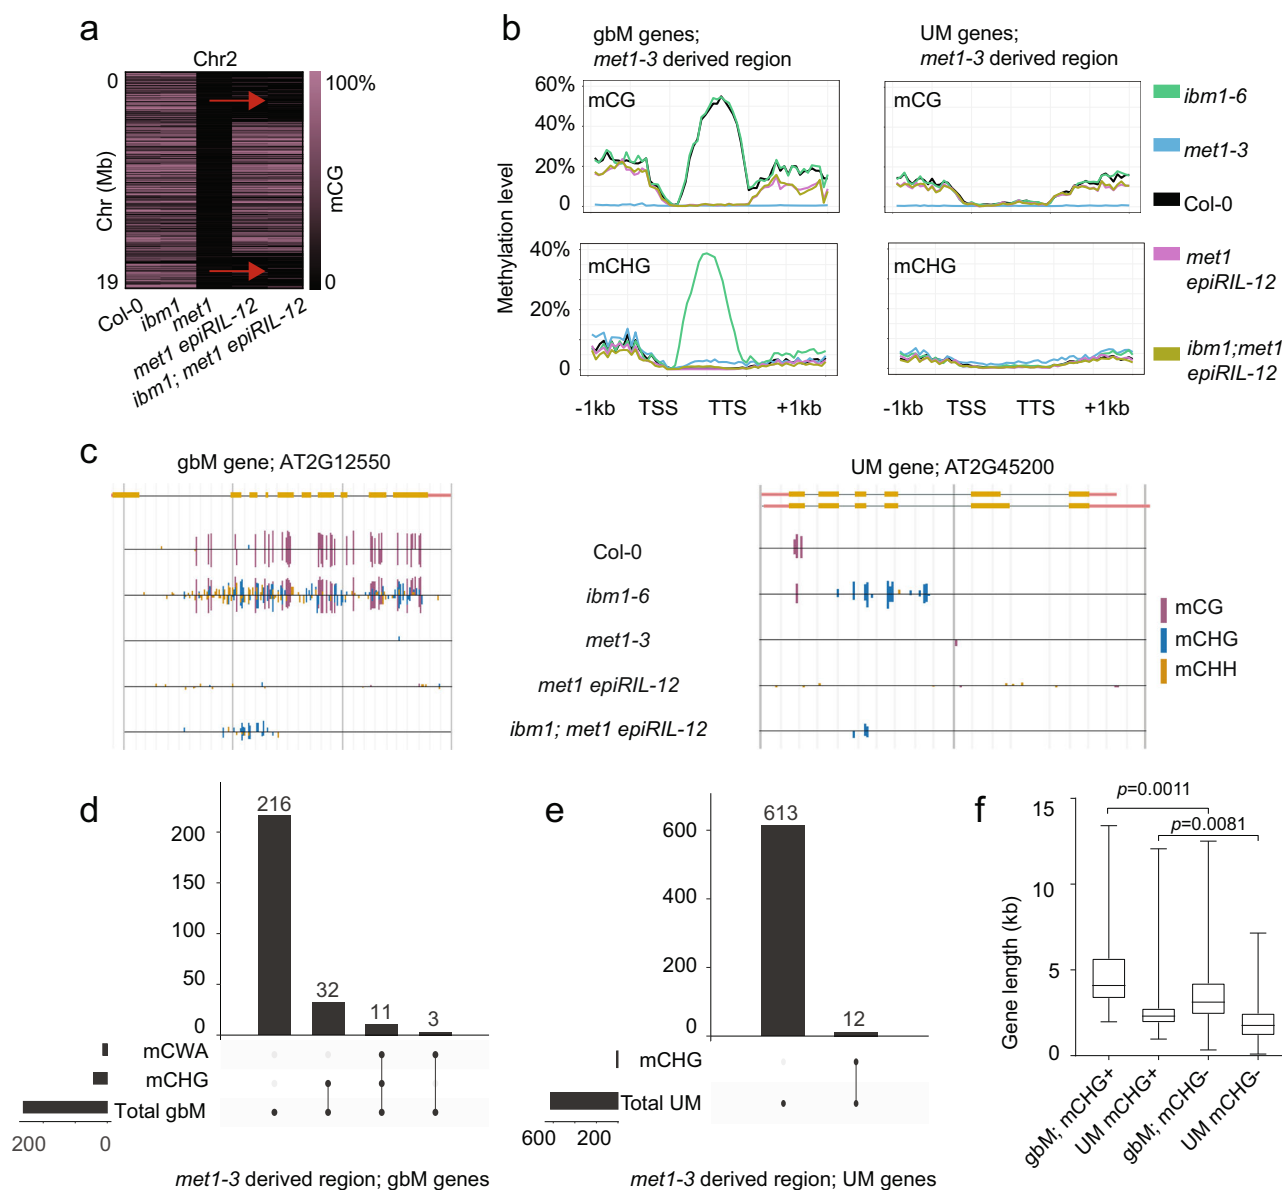 a
Chr2
0
Chr (Mb)
19
100%
mCG
0
Col-0
ibm1
met1
met1 epiRIL-12
ibm1; met1 epiRIL-12
b
gbM genes;
met1-3 derived region
UM genes;
met1-3 derived region
Methylation level
60%
40%
20%
0
mCG
mCG
40%
20%
0
mCHG
mCHG
-1kb TSS TTS +1kb
-1kb TSS TTS +1kb
ibm1-6
met1-3
Col-0
met1
epiRIL-12
ibm1;met1
epiRIL-12
c
gbM gene; AT2G12550
UM gene; AT2G45200
Col-0
ibm1-6
met1-3
met1 epiRIL-12
ibm1; met1 epiRIL-12
mCG
mCHG
mCHH
d
200
150
100
50
0
216
32
11
3
mCWA
mCHG
Total gbM
200 0
met1-3 derived region; gbM genes
e
600
400
200
0
613
12
mCHG
Total UM
600 200
met1-3 derived region; UM genes
f
p=0.0011
p=0.0081
Gene length (kb)
15
10
5
0
gbM; mCHG+
UM mCHG+
gbM; mCHG-
UM mCHG-